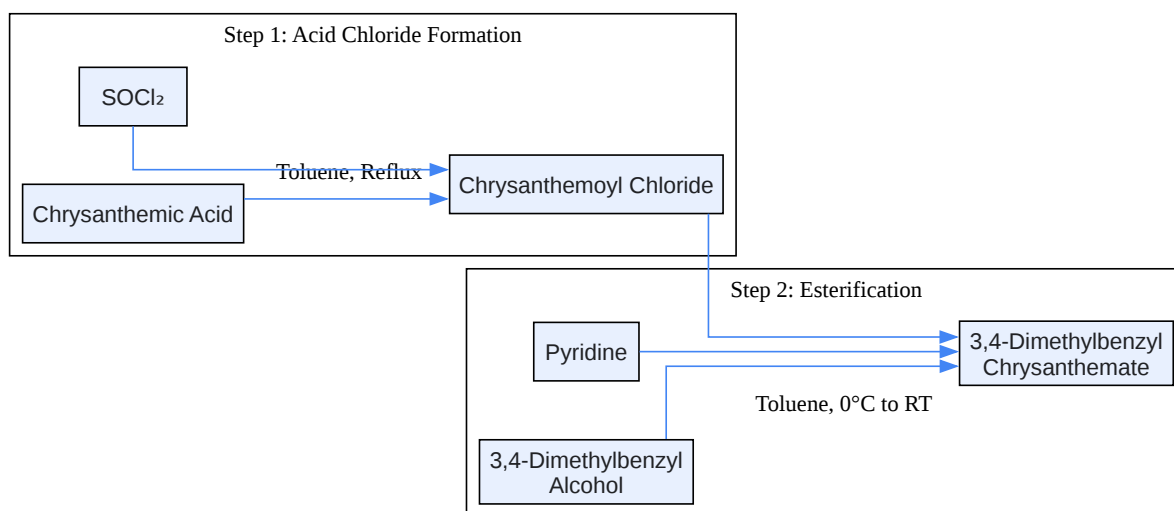 Step 1: Acid Chloride Formation
SOCl₂
Toluene, Reflux
Chrysanthemic Acid
Chrysanthemoyl Chloride
Step 2: Esterification
Pyridine
3,4-Dimethylbenzyl
Chrysanthemate
Toluene, 0°C to RT
3,4-Dimethylbenzyl
Alcohol